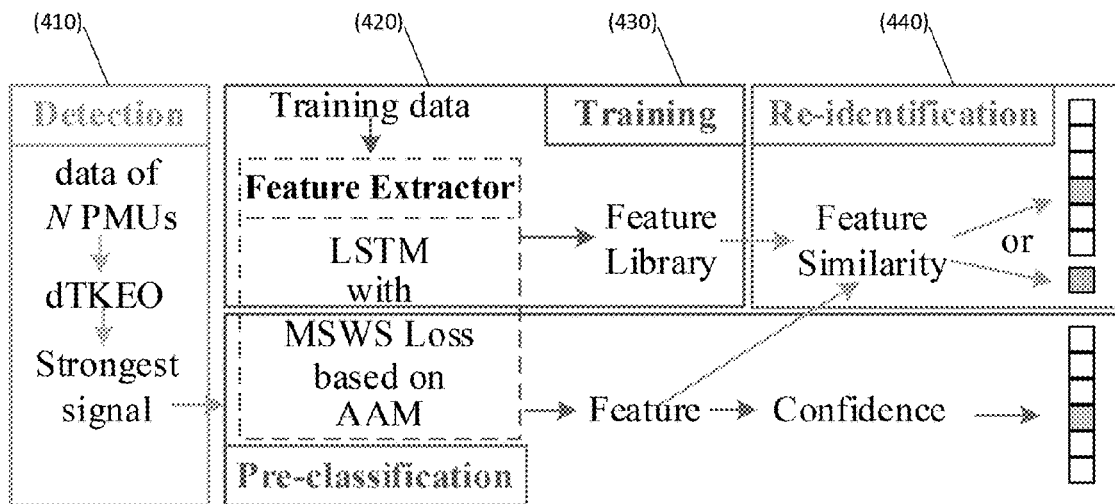 (410)
(420)
(430)
(440)
Detection
data of
N PMUs
dTKEO
Strongest
signal
Training data
Training
Feature Extractor
LSTM
with
MSWS Loss
based on
AAM
Pre-classification
Feature
Library
Re-identification
Feature
Similarity
or
Feature
Confidence